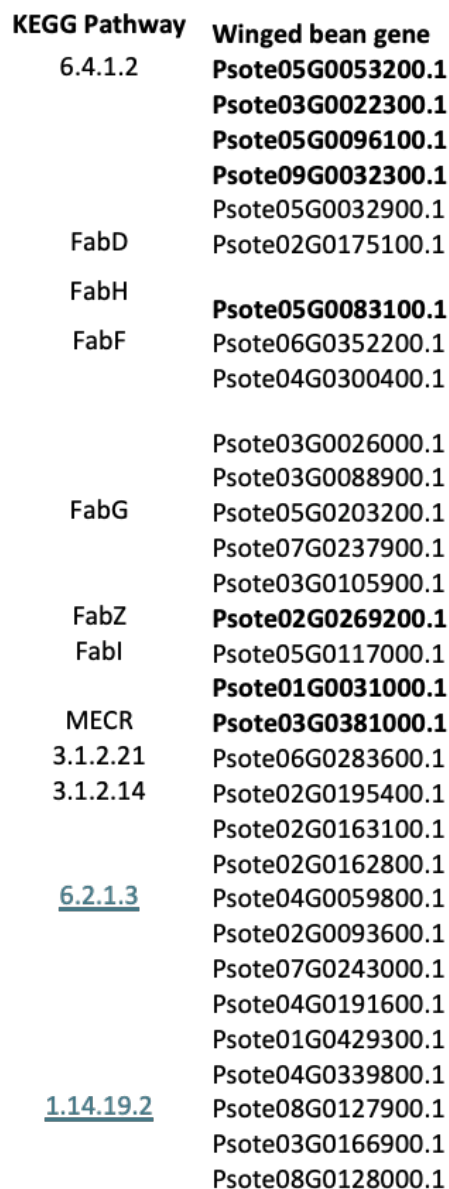 KEGG Pathway Winged bean gene
6.4.1.2 Psote05G0053200.1
Psote03G0022300.1
Psote05G0096100.1
Psote09G0032300.1
Psote05G0032900.1
FabD Psote02G0175100.1
FabH Psote05G0083100.1
FabF Psote06G0352200.1
Psote04G0300400.1
Psote03G0026000.1
Psote03G0088900.1
FabG Psote05G0203200.1
Psote07G0237900.1
Psote03G0105900.1
FabZ Psote02G0269200.1
FabI Psote05G0117000.1
Psote01G0031000.1
MECR Psote03G0381000.1
3.1.2.21 Psote06G0283600.1
3.1.2.14 Psote02G0195400.1
Psote02G0163100.1
Psote02G0162800.1
6.2.1.3 Psote04G0059800.1
Psote02G0093600.1
Psote07G0243000.1
Psote04G0191600.1
Psote01G0429300.1
Psote04G0339800.1
1.14.19.2 Psote08G0127900.1
Psote03G0166900.1
Psote08G0128000.1